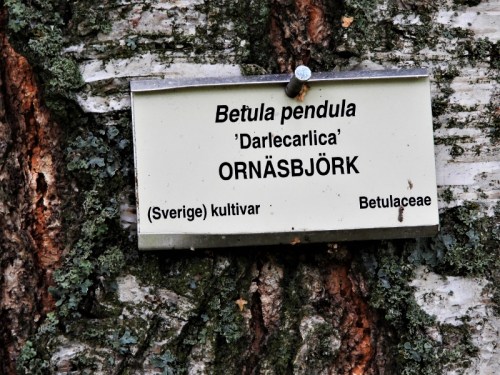 Betula pendula
'Darlecarlica'
ORNÄSBJÖRK
(Sverige) kultivar
Betulaceae